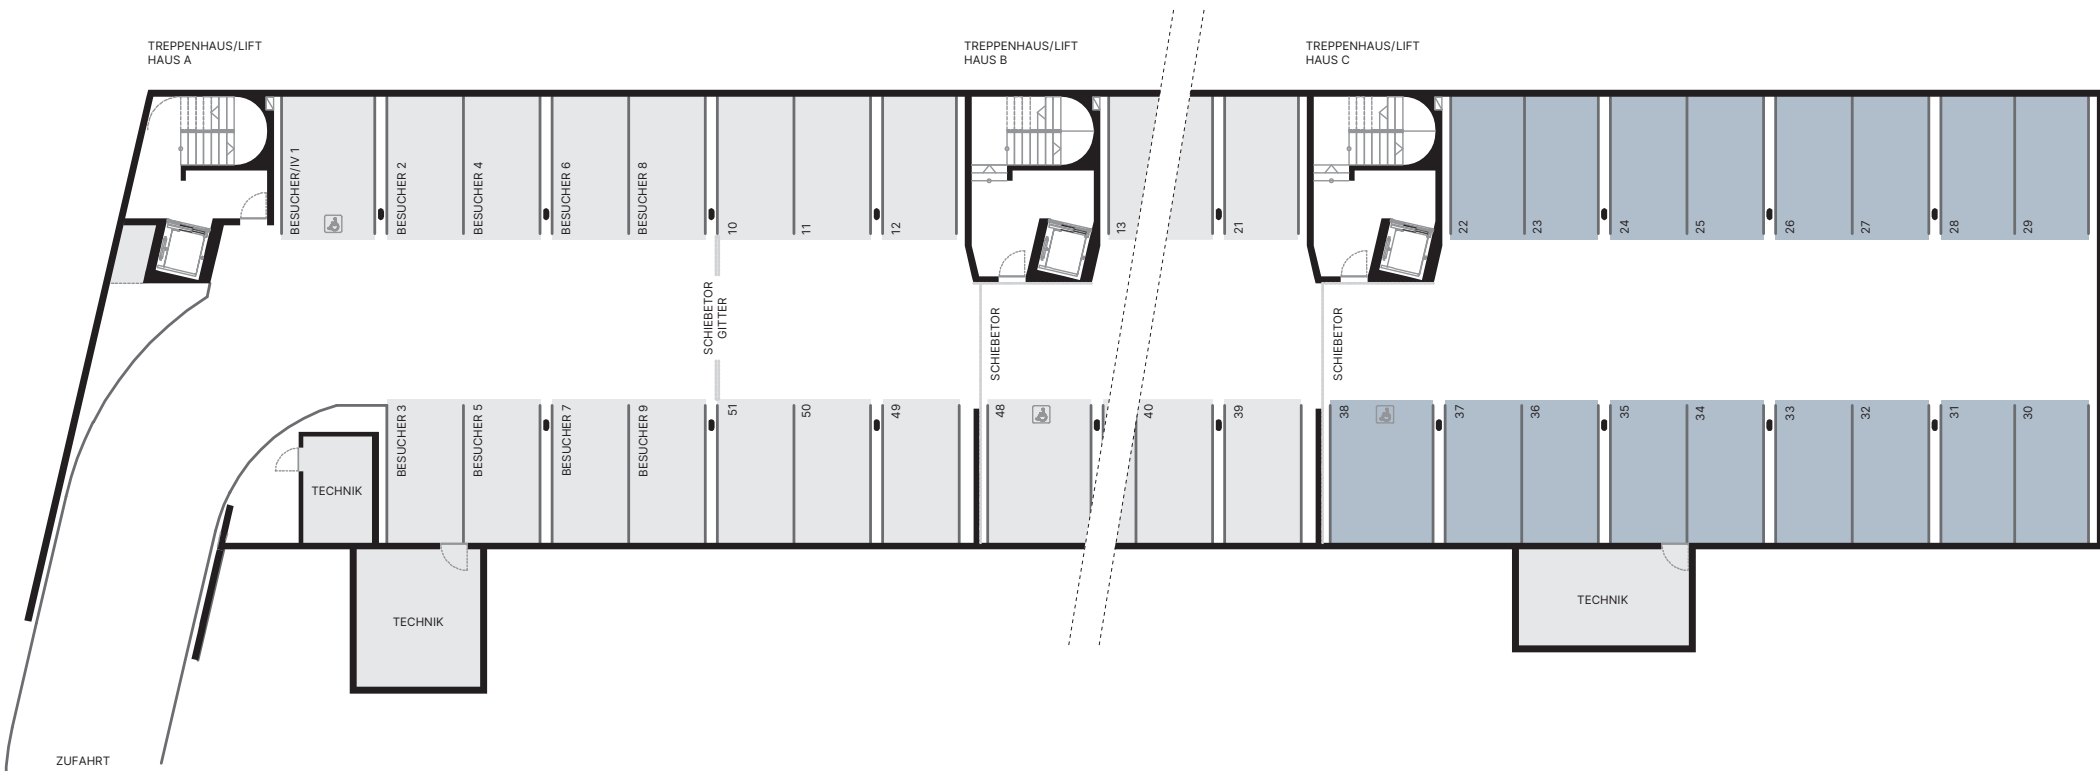 TREPPENHAUS/LIFT
HAUS A
TREPPENHAUS/LIFT
HAUS B
TREPPENHAUS/LIFT
HAUS C
BESUCHER/IV 1
BESUCHER 2
BESUCHER 4
BESUCHER 6
BESUCHER 8
10
11
12
13
21
22
23
24
25
26
27
28
29
SCHIEBETOR
GITTER
SCHIEBETOR
SCHIEBETOR
BESUCHER 3
BESUCHER 5
BESUCHER 7
BESUCHER 9
51
50
49
48
40
39
38
37
36
35
34
33
32
31
30
TECHNIK
TECHNIK
TECHNIK
ZUFAHRT